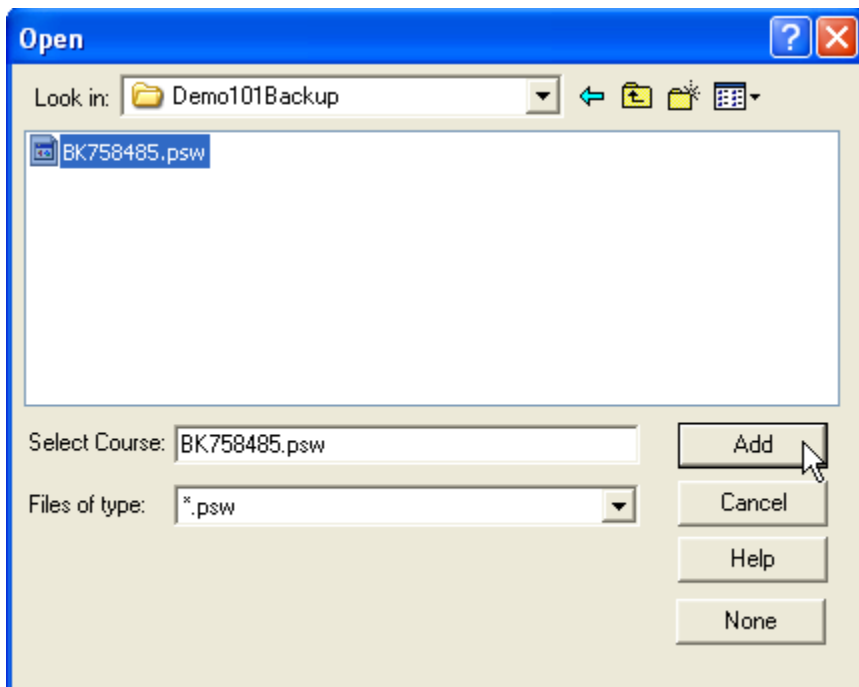 Open
Look in: Demo101Backup
BK758485.psw
Select Course: BK758485.psw Add
Files of type: *.psw Cancel
Help
None